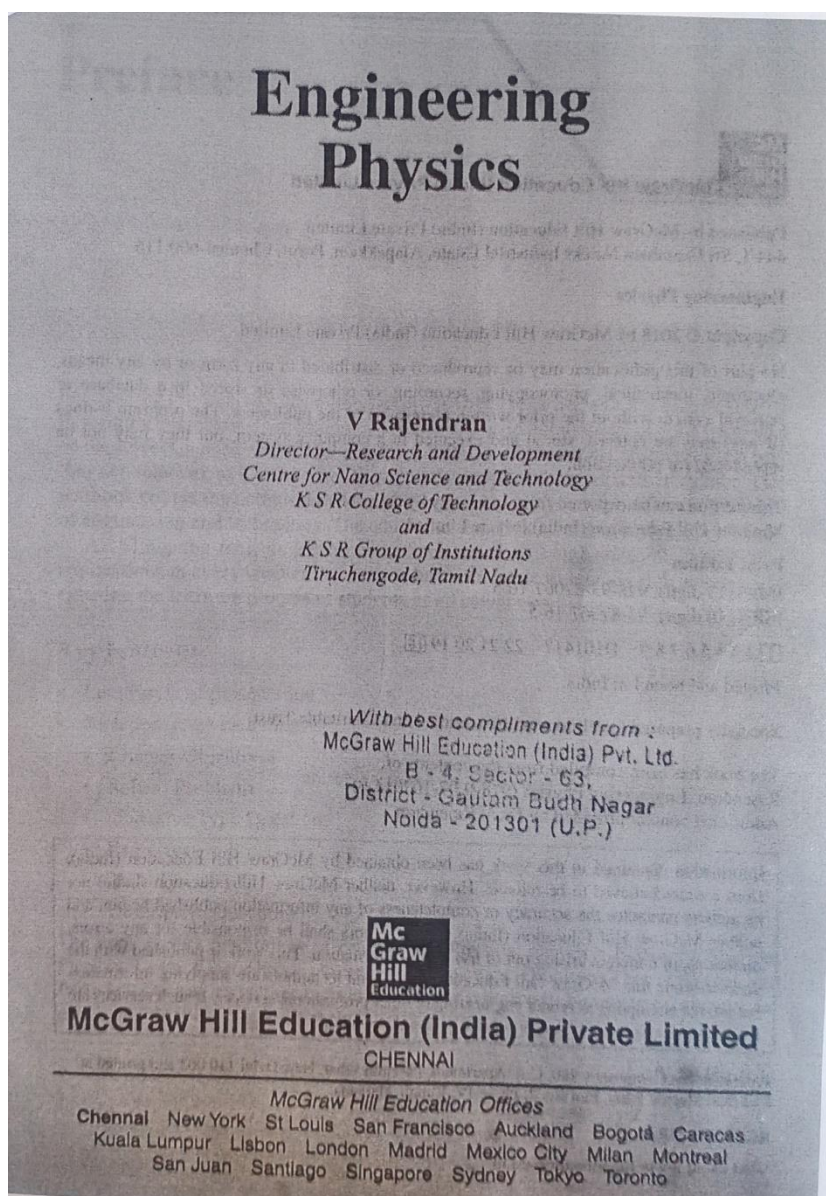 Engineering
Physics
V Rajendran
Director—Research and Development
Centre for Nano Science and Technology
K S R College of Technology
and
K S R Group of Institutions
Tiruchengode, Tamil Nadu
With best compliments from :
McGraw Hill Education (India) Pvt. Ltd.
B - 4, Sector - 63,
District - Gautam Budh Nagar
Noida - 201301 (U.P.)
Mc
Graw
Hill
Education
McGraw Hill Education (India) Private Limited
CHENNAI
McGraw Hill Education Offices
Chennai New York St Louis San Francisco Auckland Bogotá Caracas
Kuala Lumpur Lisbon London Madrid Mexico City Milan Montreal
San Juan Santiago Singapore Sydney Tokyo Toronto